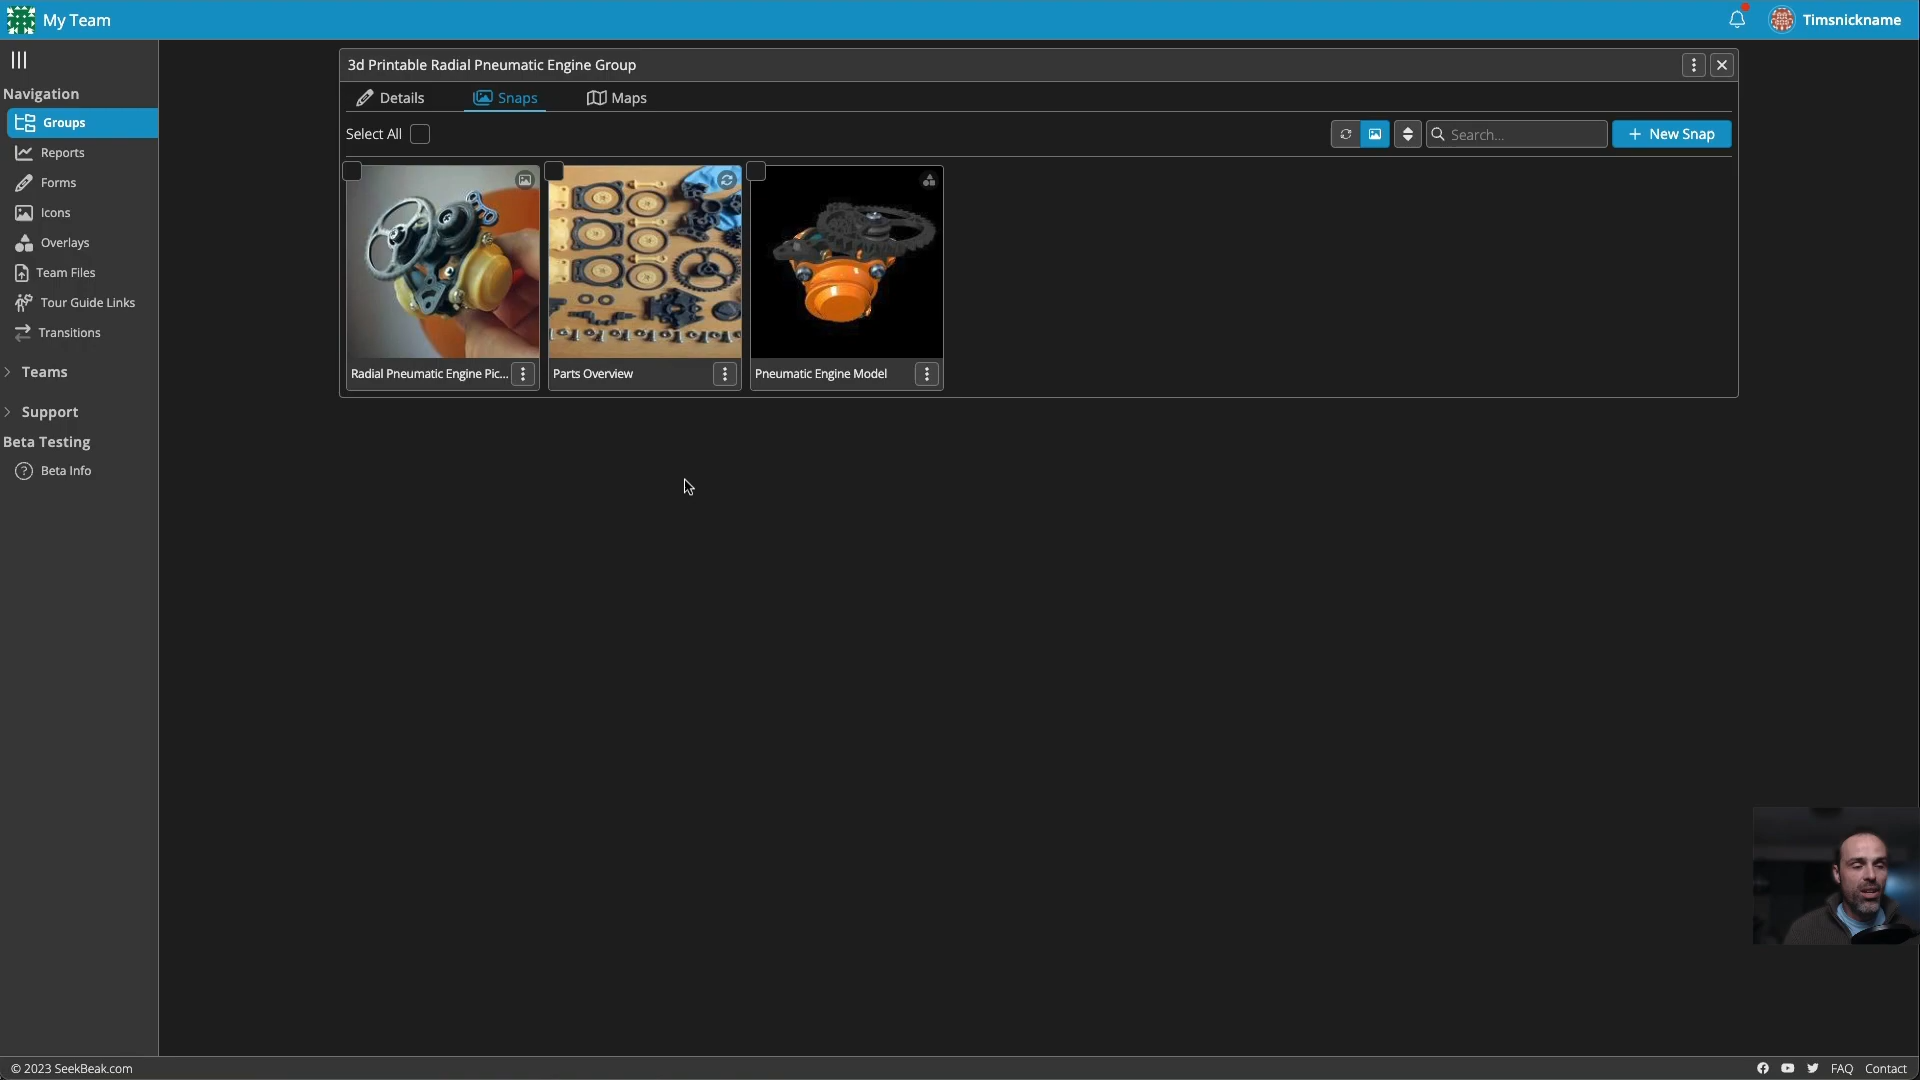 My Team
Timsnickname
Navigation
Groups
Reports
Forms
Icons
Overlays
Team Files
Tour Guide Links
Transitions
Teams
Support
Beta Testing
Beta Info
3d Printable Radial Pneumatic Engine Group
Details
Snaps
Maps
Select All
Search...
+ New Snap
Radial Pneumatic Engine Pic...
Parts Overview
Pneumatic Engine Model
© 2023 SeekBeak.com
FAQ
Contact